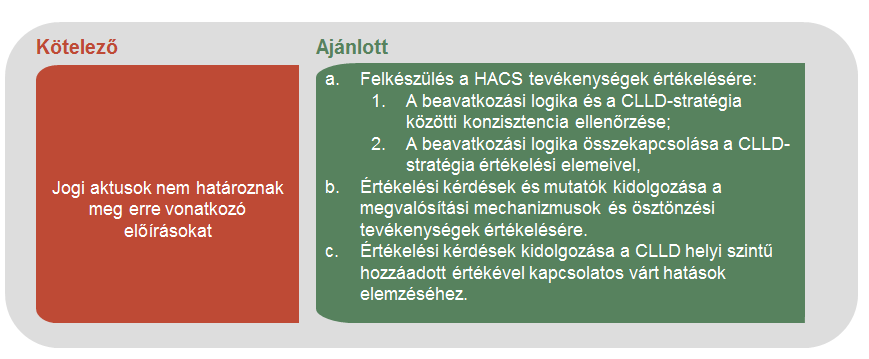 Kötelező
Ajánlott
Jogi aktusok nem határoznak
meg erre vonatkozó
előírásokat
a. Felkészülés a HACS tevékenységek értékelésére:
1. A beavatkozási logika és a CLLD-stratégia
közötti konzisztencia ellenőrzése;
2. A beavatkozási logika összekapcsolása a CLLD-
stratégia értékelési elemeivel,
b. Értékelési kérdések és mutatók kidolgozása a
megvalósítási mechanizmusok és ösztönzési
tevékenységek értékelésére.
c. Értékelési kérdések kidolgozása a CLLD helyi szintű
hozzáadott értékével kapcsolatos várt hatások
elemzéséhez.